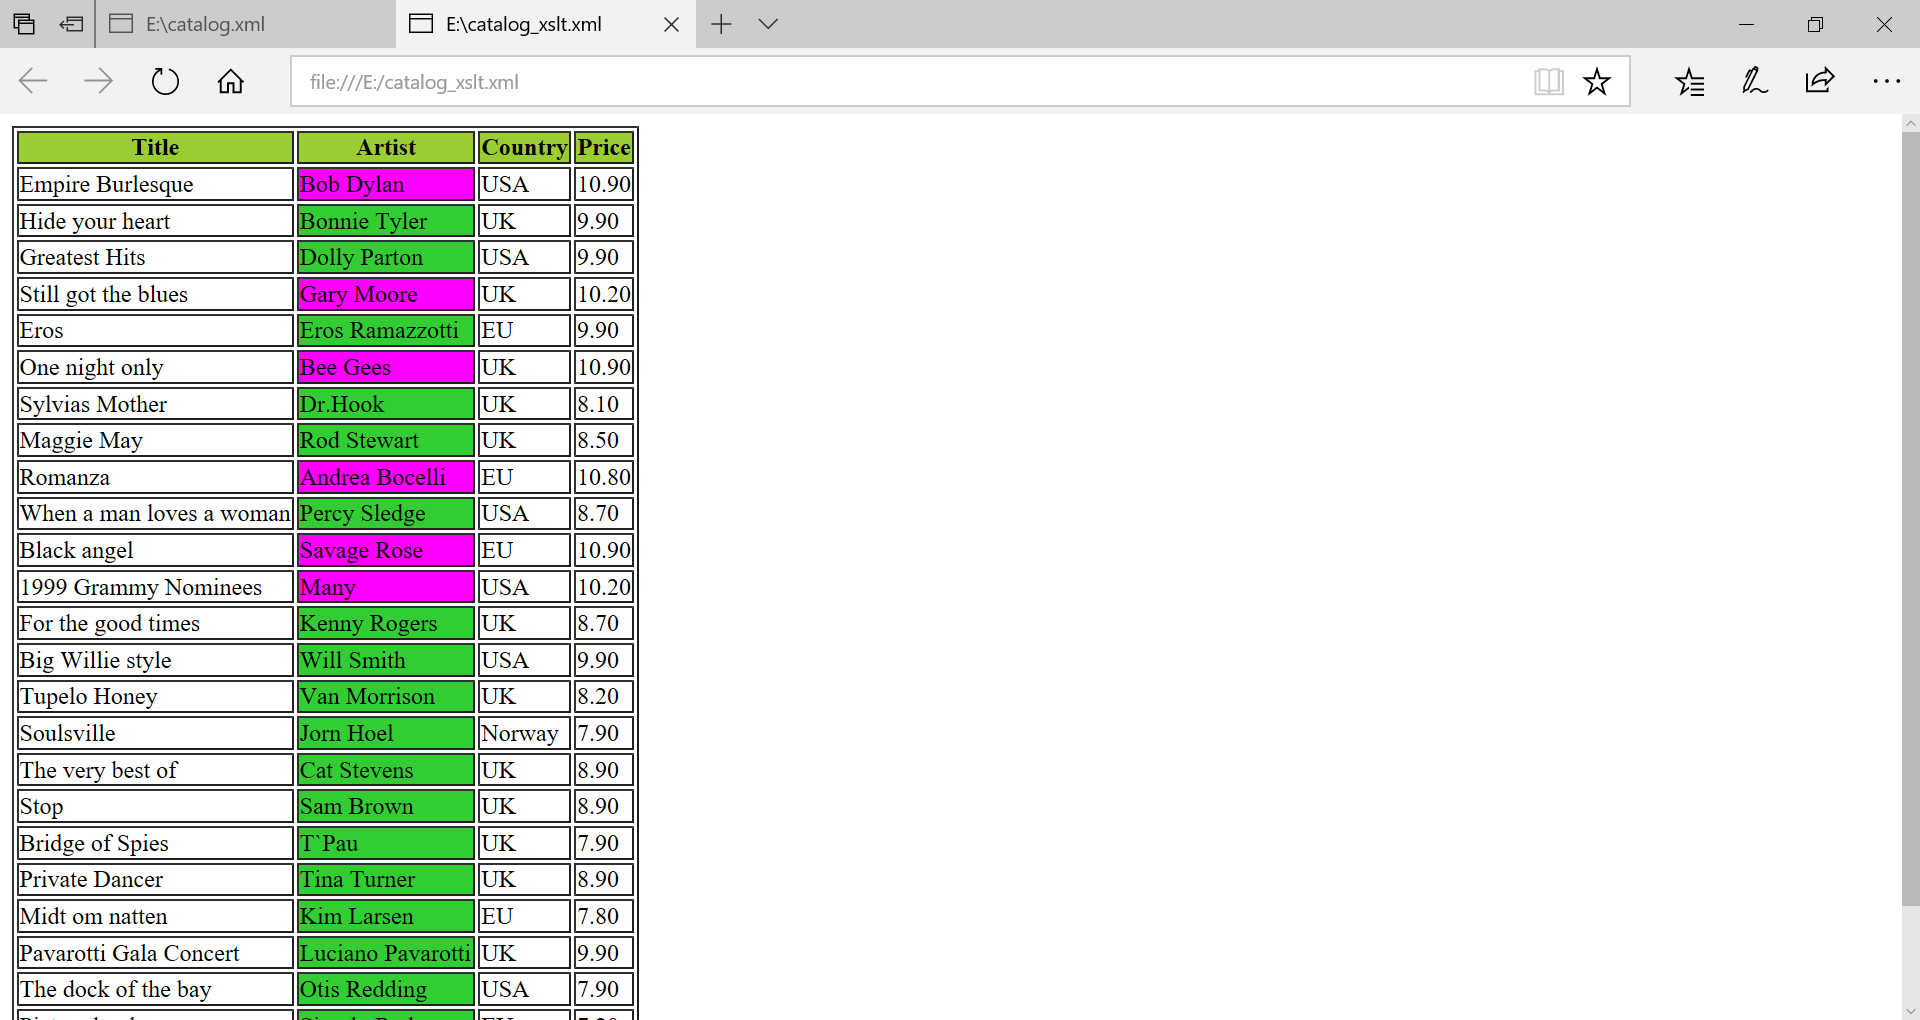 E:\catalog.xml E:\catalog_xslt.xml
file:///E:/catalog_xslt.xml
Title Artist Country Price
Empire Burlesque Bob Dylan USA 10.90
Hide your heart Bonnie Tyler UK 9.90
Greatest Hits Dolly Parton USA 9.90
Still got the blues Gary Moore UK 10.20
Eros Eros Ramazzotti EU 9.90
One night only Bee Gees UK 10.90
Sylvias Mother Dr.Hook UK 8.10
Maggie May Rod Stewart UK 8.50
Romanza Andrea Bocelli EU 10.80
When a man loves a woman Percy Sledge USA 8.70
Black angel Savage Rose EU 10.90
1999 Grammy Nominees Many USA 10.20
For the good times Kenny Rogers UK 8.70
Big Willie style Will Smith USA 9.90
Tupelo Honey Van Morrison UK 8.20
Soulsville Jorn Hoel Norway 7.90
The very best of Cat Stevens UK 8.90
Stop Sam Brown UK 8.90
Bridge of Spies T`Pau UK 7.90
Private Dancer Tina Turner UK 8.90
Midt om natten Kim Larsen EU 7.80
Pavarotti Gala Concert Luciano Pavarotti UK 9.90
The dock of the bay Otis Redding USA 7.90